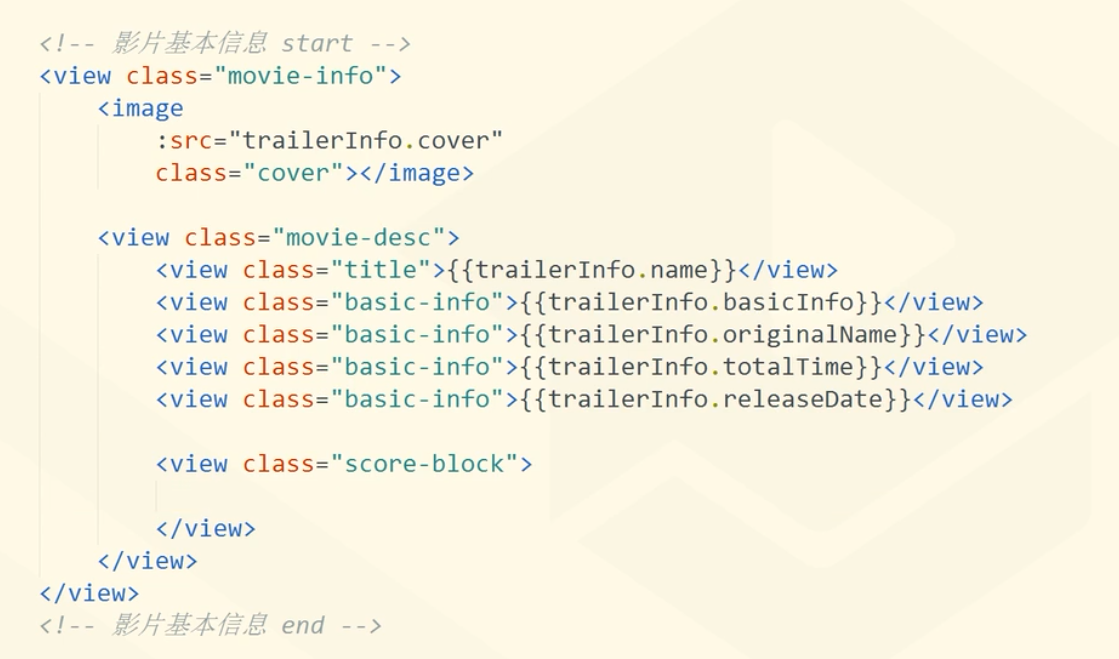 <!-- 影片基本信息 start -->
<view class="movie-info">
    <image
        :src="trailerInfo.cover"
        class="cover"></image>

    <view class="movie-desc">
        <view class="title">{{trailerInfo.name}}</view>
        <view class="basic-info">{{trailerInfo.basicInfo}}</view>
        <view class="basic-info">{{trailerInfo.originalName}}</view>
        <view class="basic-info">{{trailerInfo.totalTime}}</view>
        <view class="basic-info">{{trailerInfo.releaseDate}}</view>

        <view class="score-block">

        </view>
    </view>
</view>
<!-- 影片基本信息 end -->